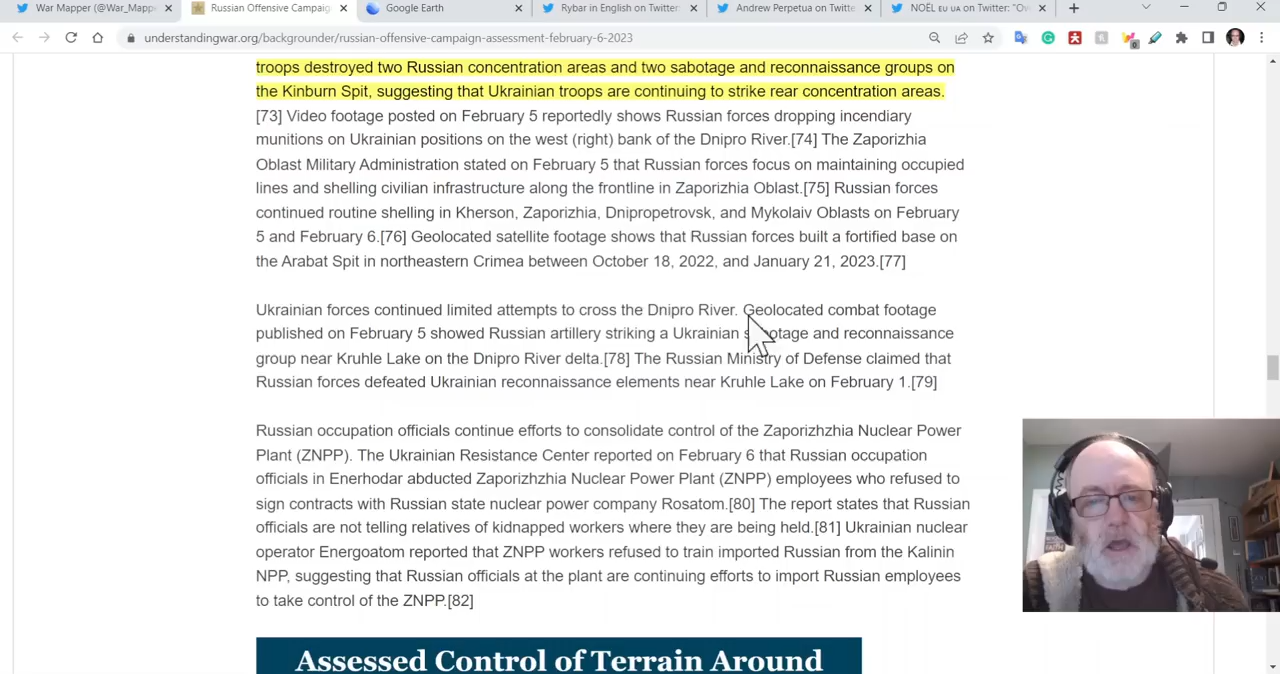 War Mapper (@War_Mappe
Russian Offensive Campaig
Google Earth
Rybar in English on Twitter:
Andrew Perpetua on Twitte
NOËL EU UA on Twitter: "Ov
understandingwar.org/backgrounder/russian-offensive-campaign-assessment-february-6-2023
troops destroyed two Russian concentration areas and two sabotage and reconnaissance groups on
the Kinburn Spit, suggesting that Ukrainian troops are continuing to strike rear concentration areas.
[73] Video footage posted on February 5 reportedly shows Russian forces dropping incendiary
munitions on Ukrainian positions on the west (right) bank of the Dnipro River.[74] The Zaporizhia
Oblast Military Administration stated on February 5 that Russian forces focus on maintaining occupied
lines and shelling civilian infrastructure along the frontline in Zaporizhia Oblast.[75] Russian forces
continued routine shelling in Kherson, Zaporizhia, Dnipropetrovsk, and Mykolaiv Oblasts on February
5 and February 6.[76] Geolocated satellite footage shows that Russian forces built a fortified base on
the Arabat Spit in northeastern Crimea between October 18, 2022, and January 21, 2023.[77]
Ukrainian forces continued limited attempts to cross the Dnipro River. Geolocated combat footage
published on February 5 showed Russian artillery striking a Ukrainian sabotage and reconnaissance
group near Kruhle Lake on the Dnipro River delta.[78] The Russian Ministry of Defense claimed that
Russian forces defeated Ukrainian reconnaissance elements near Kruhle Lake on February 1.[79]
Russian occupation officials continue efforts to consolidate control of the Zaporizhzhia Nuclear Power
Plant (ZNPP). The Ukrainian Resistance Center reported on February 6 that Russian occupation
officials in Enerhodar abducted Zaporizhzhia Nuclear Power Plant (ZNPP) employees who refused to
sign contracts with Russian state nuclear power company Rosatom.[80] The report states that Russian
officials are not telling relatives of kidnapped workers where they are being held.[81] Ukrainian nuclear
operator Energoatom reported that ZNPP workers refused to train imported Russian from the Kalinin
NPP, suggesting that Russian officials at the plant are continuing efforts to import Russian employees
to take control of the ZNPP.[82]
Assessed Control of Terrain Around